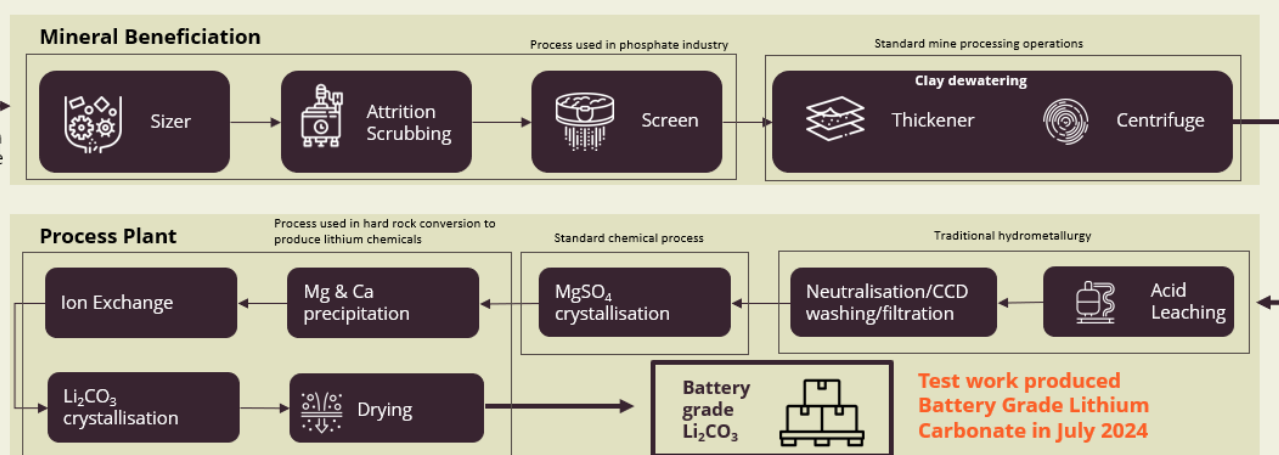 Mineral Beneficiation
Process used in phosphate industry
Standard mine processing operations
Sizer
Attrition
Scrubbing
Screen
Clay dewatering
Thickener
Centrifuge
Process Plant
Process used in hard rock conversion to
produce lithium chemicals
Standard chemical process
Traditional hydrometallurgy
Ion Exchange
Mg & Ca
precipitation
MgSO₄
crystallisation
Neutralisation/CCD
washing/filtration
Acid
Leaching
Li₂CO₃
crystallisation
Drying
Battery
grade
Li₂CO₃
Test work produced
Battery Grade Lithium
Carbonate in July 2024